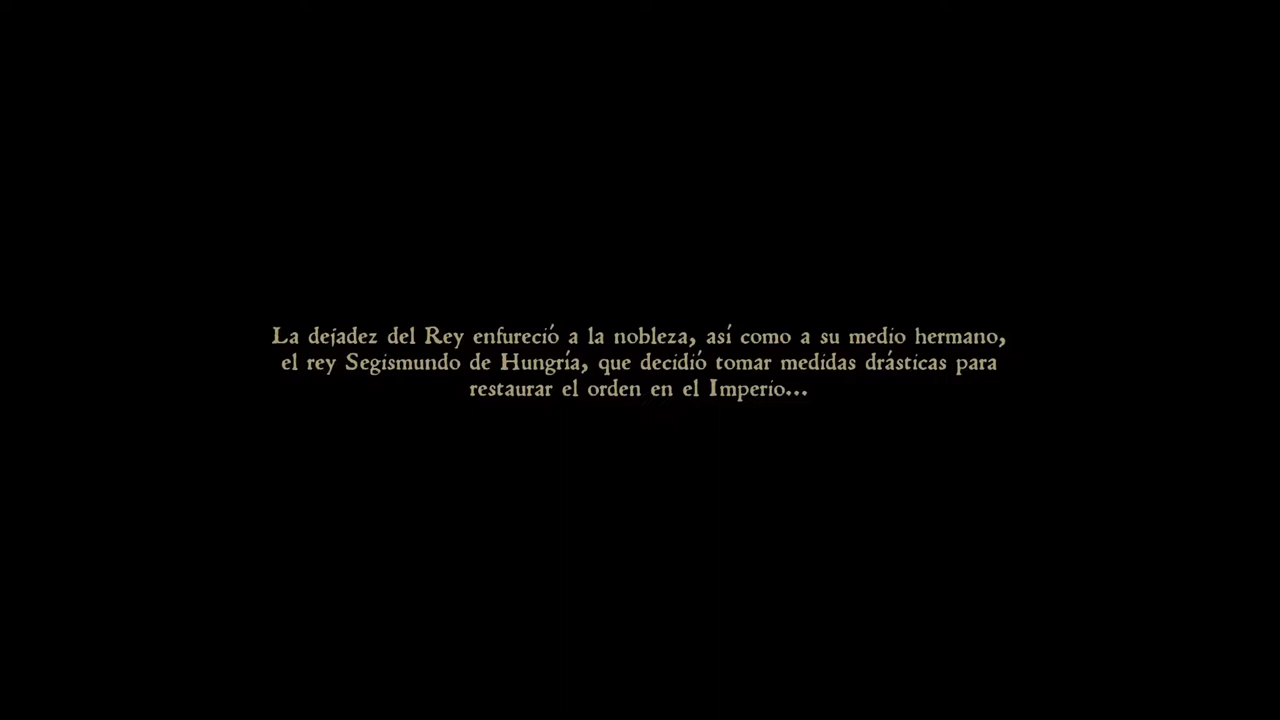 La dejadez del Rey enfureció a la nobleza, así como a su medio hermano,
el rey Segismundo de Hungría, que decidió tomar medidas drásticas para
restaurar el orden en el Imperio...